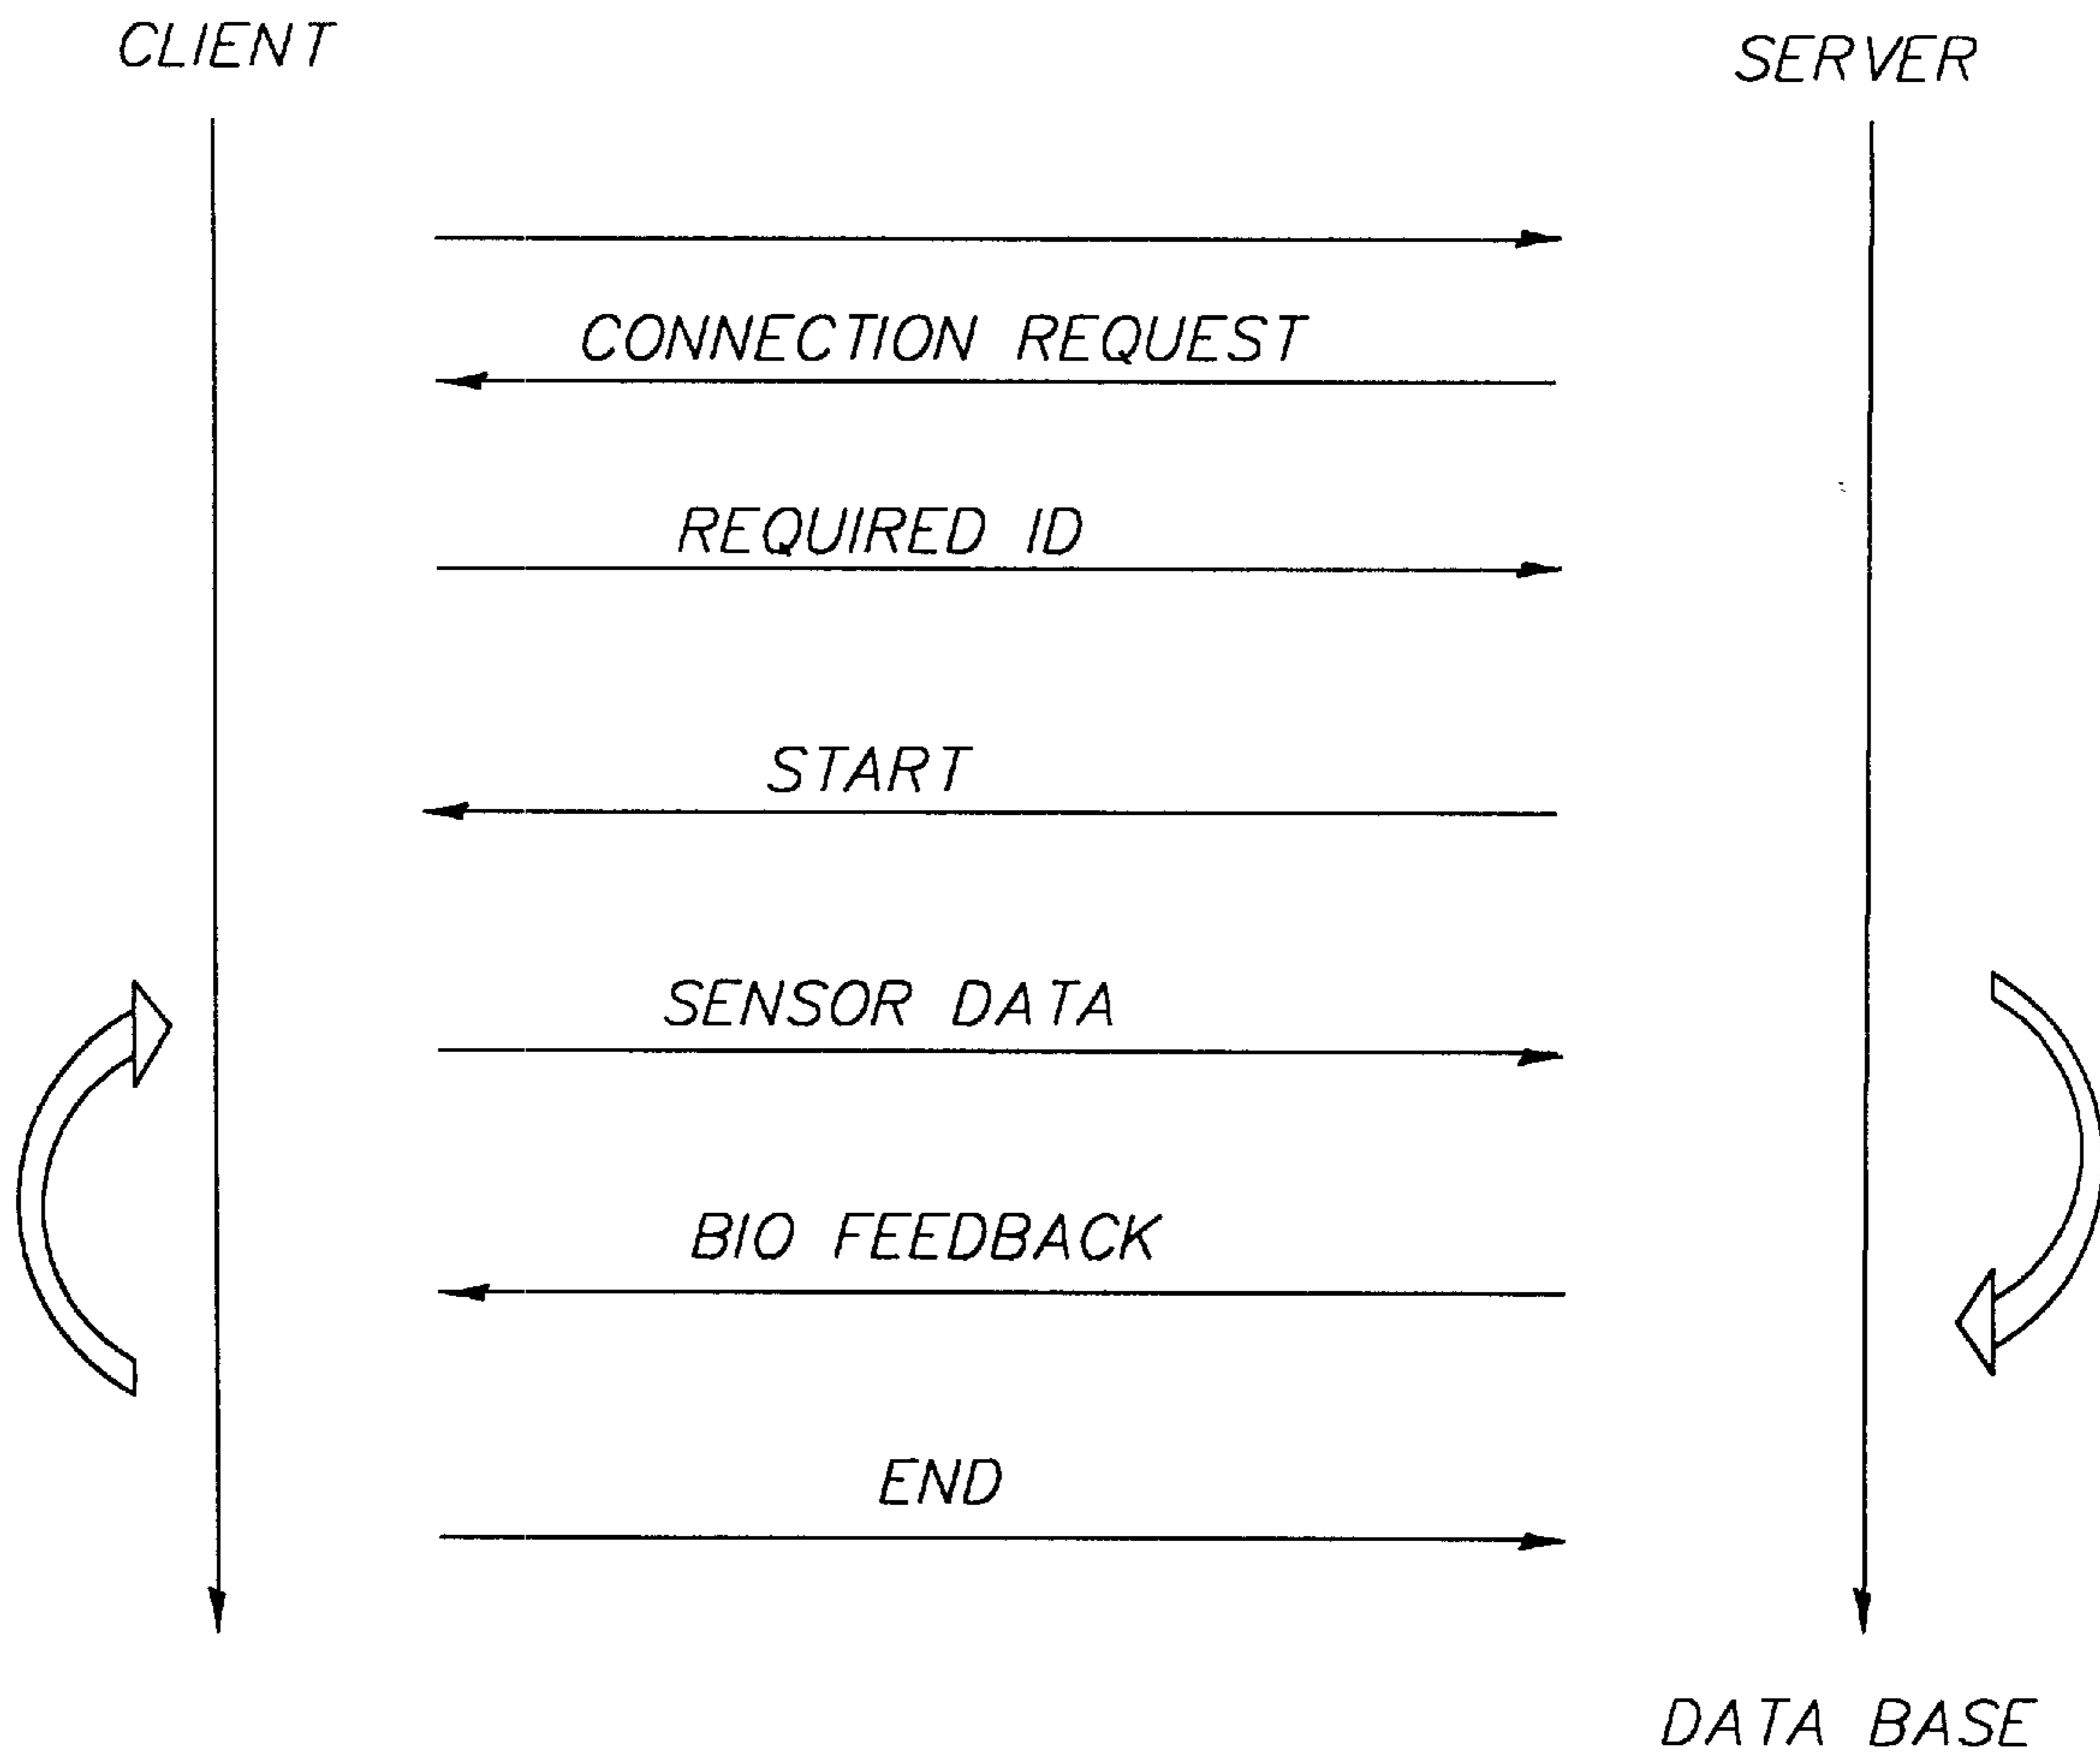 CLIENT
SERVER
CONNECTION REQUEST
REQUIRED ID
START
SENSOR DATA
BIO FEEDBACK
END
DATA BASE